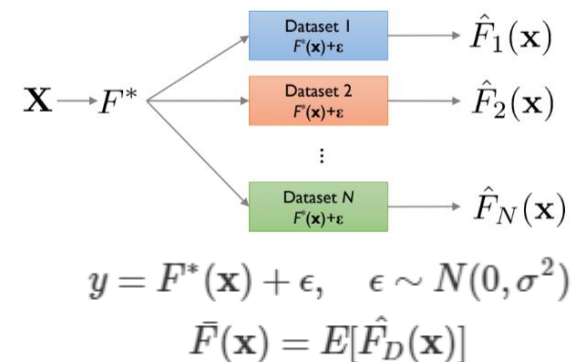 Dataset 1
F*(x)+ε
F̂₁(x)
X → F*
Dataset 2
F*(x)+ε
F̂₂(x)
⋮
Dataset N
F*(x)+ε
F̂_N(x)
y = F*(x) + ϵ, ϵ ~ N(0, σ²)
F̄(x) = E[F̂_D(x)]